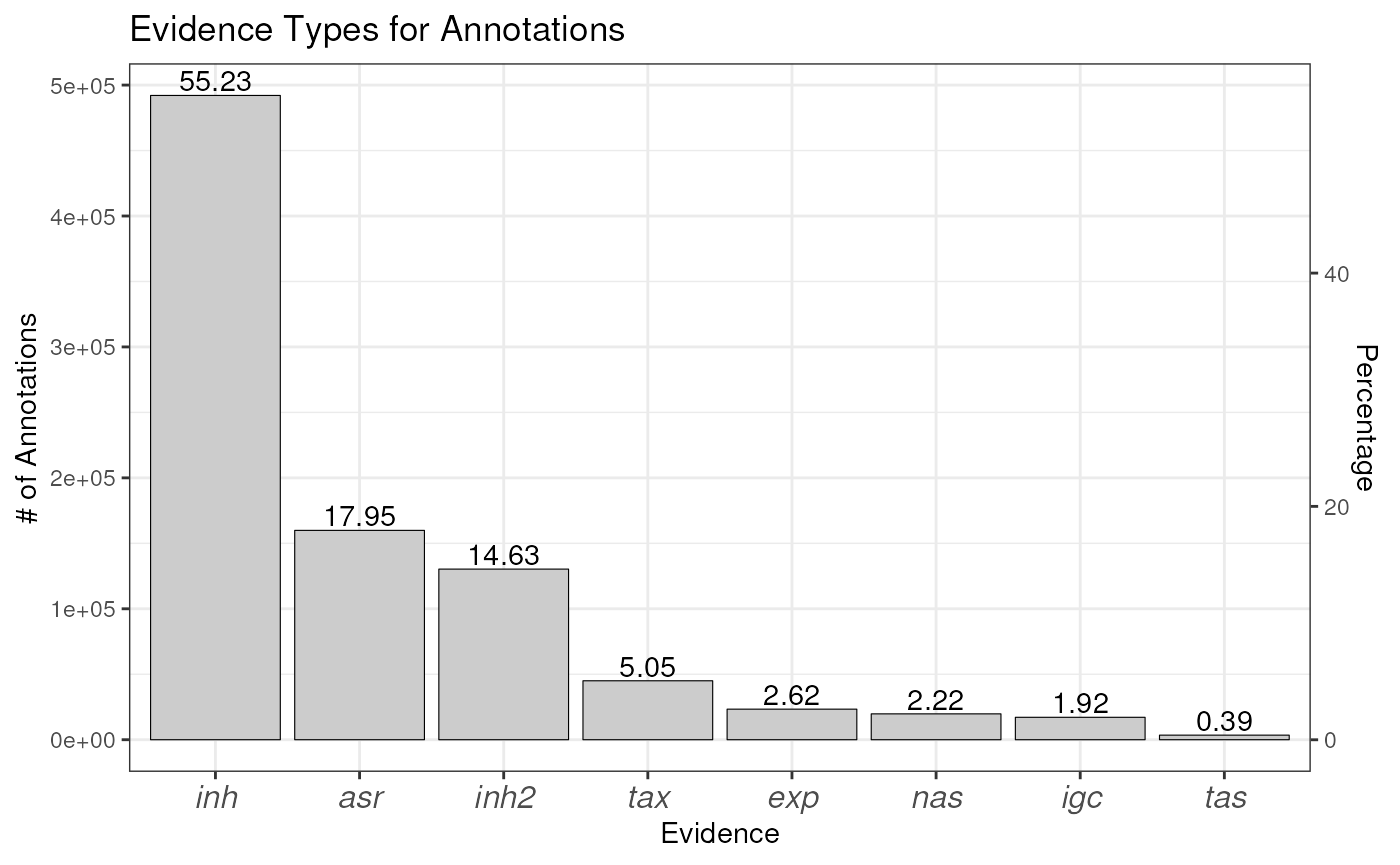 Evidence Types for Annotations
5e+05
4e+05
3e+05
2e+05
1e+05
0e+00
# of Annotations
55.23
17.95
14.63
5.05
2.62
2.22
1.92
0.39
40
20
0
Percentage
inh
asr
inh2
tax
exp
nas
igc
tas
Evidence